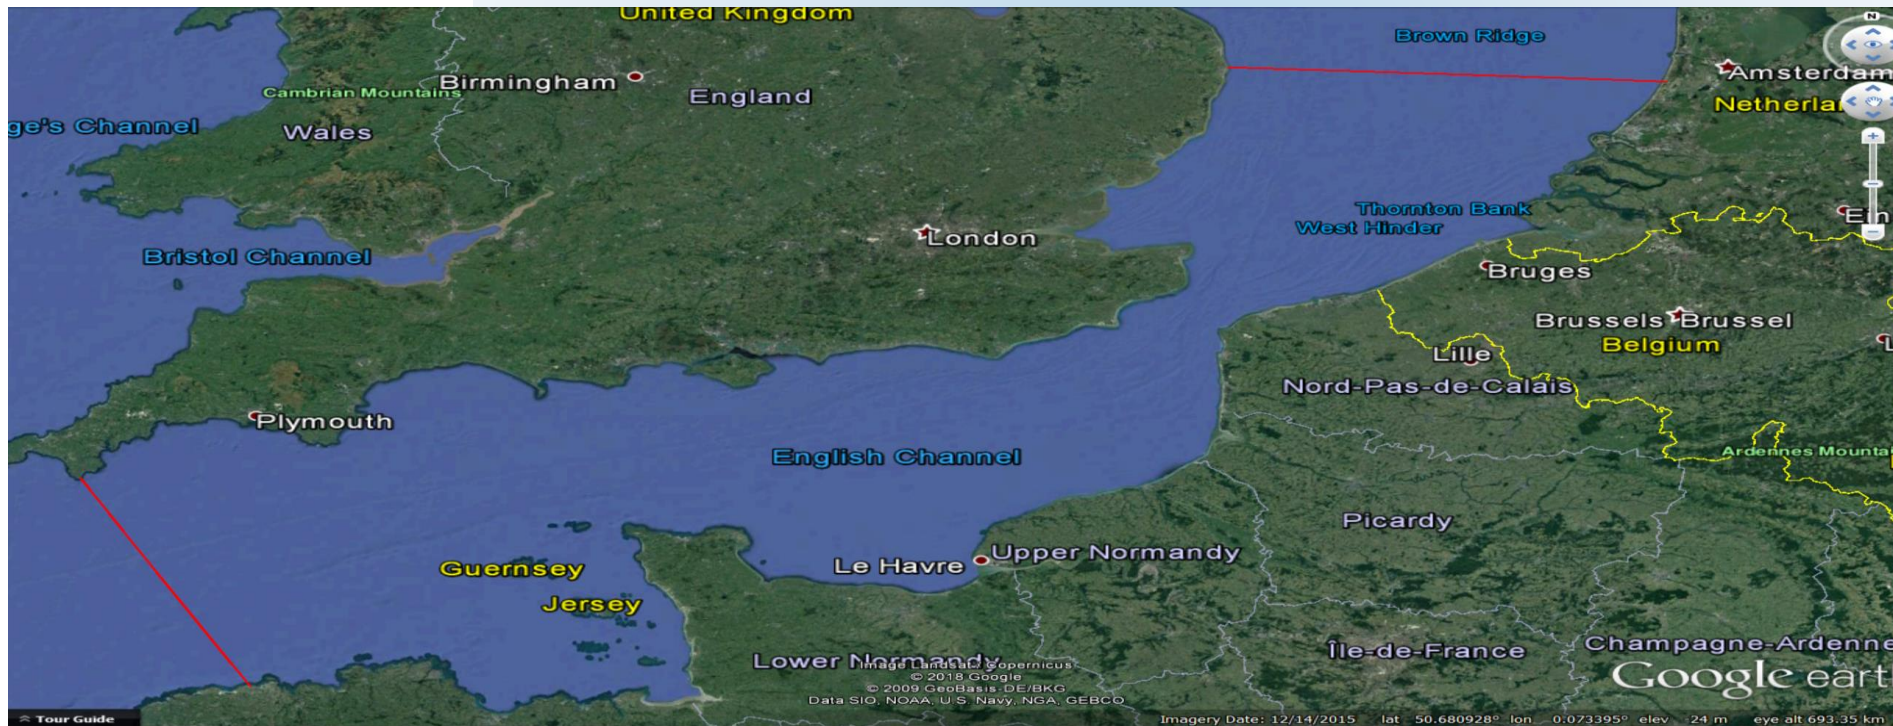 United Kingdom
Brown Ridge
N
Amsterdam
Birmingham
Cambrian Mountains
England
Netherla
ge's Channel
Wales
Thornton Bank
Ein
West Hinder
London
Bristol Channel
Bruges
Brussels Brussel
Belgium
Lille
Nord-Pas-de-Calais
Plymouth
English Channel
Ardennes Mounta
Picardy
Upper Normandy
Le Havre
Guernsey
Jersey
Île-de-France
Champagne-Ardenne
Lower Normandy
Image Landsat / Copernicus
© 2018 Google
© 2009 GeoBasis-DE/BKG
Data SIO, NOAA, U.S. Navy, NGA, GEBCO
Google eart
Tour Guide
Imagery Date: 12/14/2015 lat 50.680928° lon 0.073395° elev 24 m eye alt 693.35 km